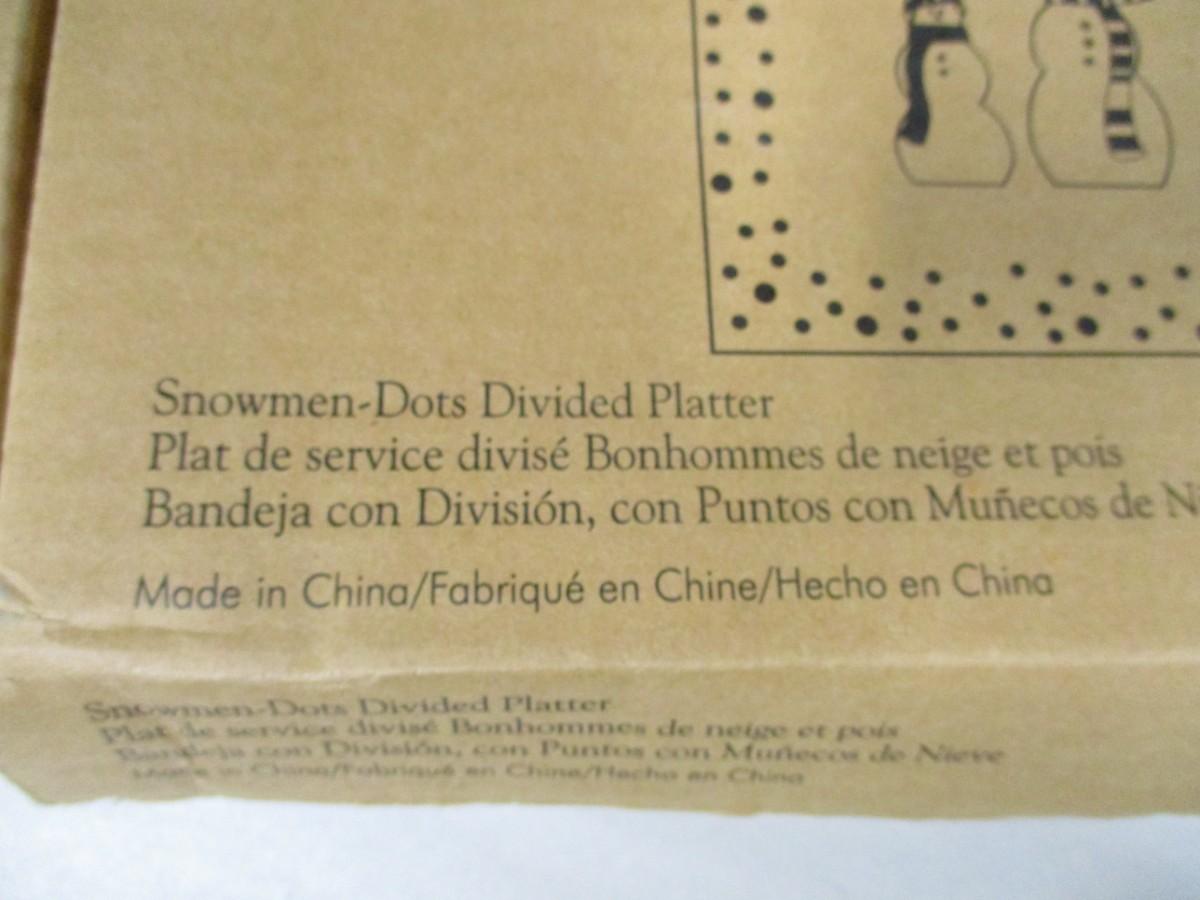 Snowmen-Dots Divided Platter
Plat de service divisé Bonhommes de neige et pois
Bandeja con División, con Puntos con Muñecos de N
Made in China/Fabriqué en Chine/Hecho en China
Snowmen-Dots Divided Platter
Plat de service divisé Bonhommes de neige et pois
Bandeja con División, con Puntos con Muñecos de Nieve
Made in China/Fabriqué en Chine/Hecho en China